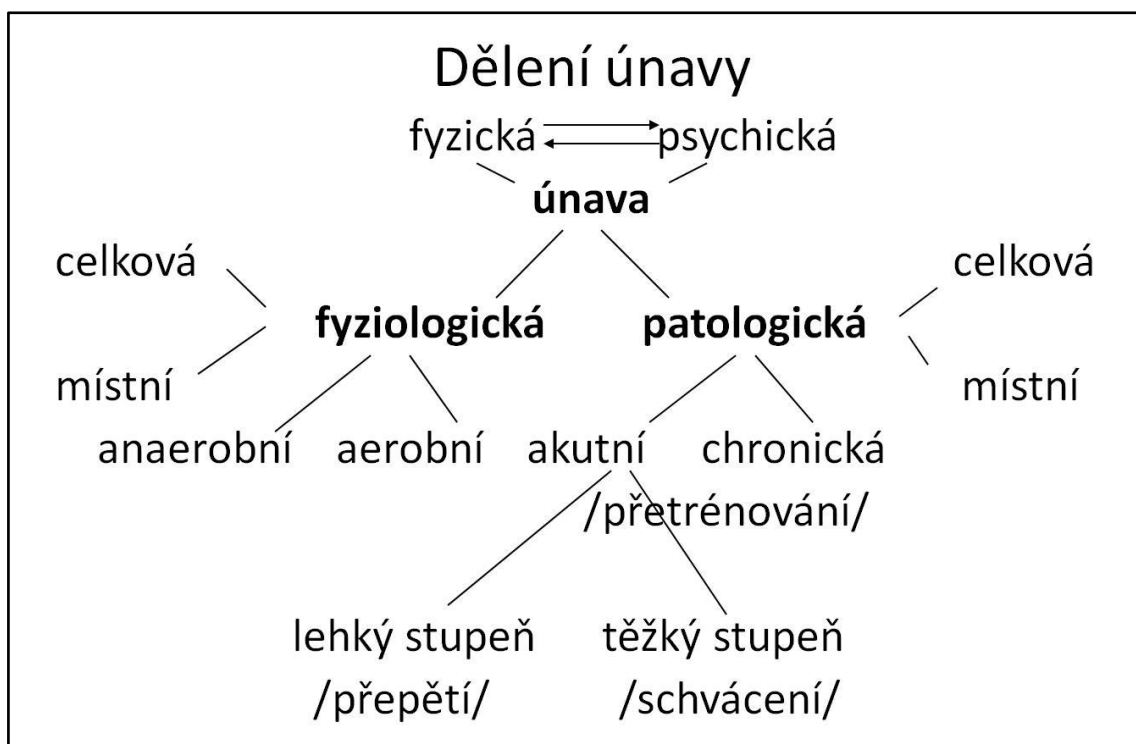 Dělení únavy
fyzická psychická
únava
celková celková
fyziologická patologická
místní místní
anaerobní aerobní akutní chronická
/přetrénování/
lehký stupeň těžký stupeň
/přepětí/ /schvácení/